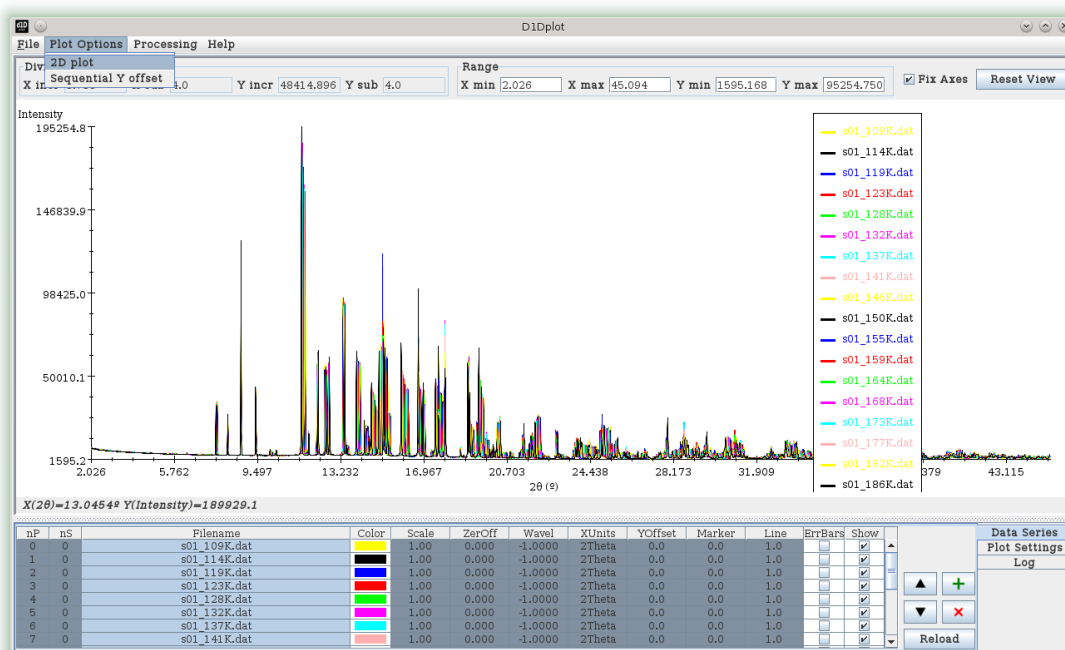 d1D
D1Dplot
File Plot Options Processing Help
2D plot
Sequential Y offset
Range
4.0 Y incr 48414.896 Y sub 4.0
X min 2.026 X max 45.094 Y min 1595.168 Y max 95254.750
Fix Axes
Reset View
Intensity
195254.8
146839.9
98425.0
50010.1
1595.2
2.026 5.762 9.497 13.232 16.967 20.703 24.438 28.173 31.909 379 43.115
2θ (º)
s01_109K.dat
s01_114K.dat
s01_119K.dat
s01_123K.dat
s01_128K.dat
s01_132K.dat
s01_137K.dat
s01_141K.dat
s01_146K.dat
s01_150K.dat
s01_155K.dat
s01_159K.dat
s01_164K.dat
s01_168K.dat
s01_173K.dat
s01_177K.dat
s01_182K.dat
s01_186K.dat
X(2θ)=13.0454º Y(Intensity)=189929.1
nP nS Filename Color Scale ZerOff Wavel XUnits YOffset Marker Line ErrBars Show
0 0 s01_109K.dat 1.00 0.000 -1.0000 2Theta 0.0 0.0 1.0
1 0 s01_114K.dat 1.00 0.000 -1.0000 2Theta 0.0 0.0 1.0
2 0 s01_119K.dat 1.00 0.000 -1.0000 2Theta 0.0 0.0 1.0
3 0 s01_123K.dat 1.00 0.000 -1.0000 2Theta 0.0 0.0 1.0
4 0 s01_128K.dat 1.00 0.000 -1.0000 2Theta 0.0 0.0 1.0
5 0 s01_132K.dat 1.00 0.000 -1.0000 2Theta 0.0 0.0 1.0
6 0 s01_137K.dat 1.00 0.000 -1.0000 2Theta 0.0 0.0 1.0
7 0 s01_141K.dat 1.00 0.000 -1.0000 2Theta 0.0 0.0 1.0
Reload
Data Series
Plot Settings
Log